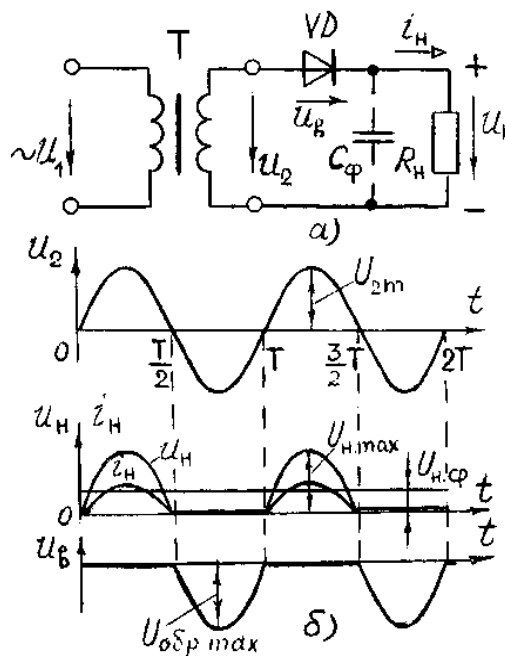 T
VD
iн
+
~U₁
U₂
uв
Cф
Rн
−
а)
u₂
U₂m
t
0
T/2
T
3/2 T
2T
uн iн
uн
iн
Uн.max
Uн.ср
t
0
t
uв
Uобр max
б)